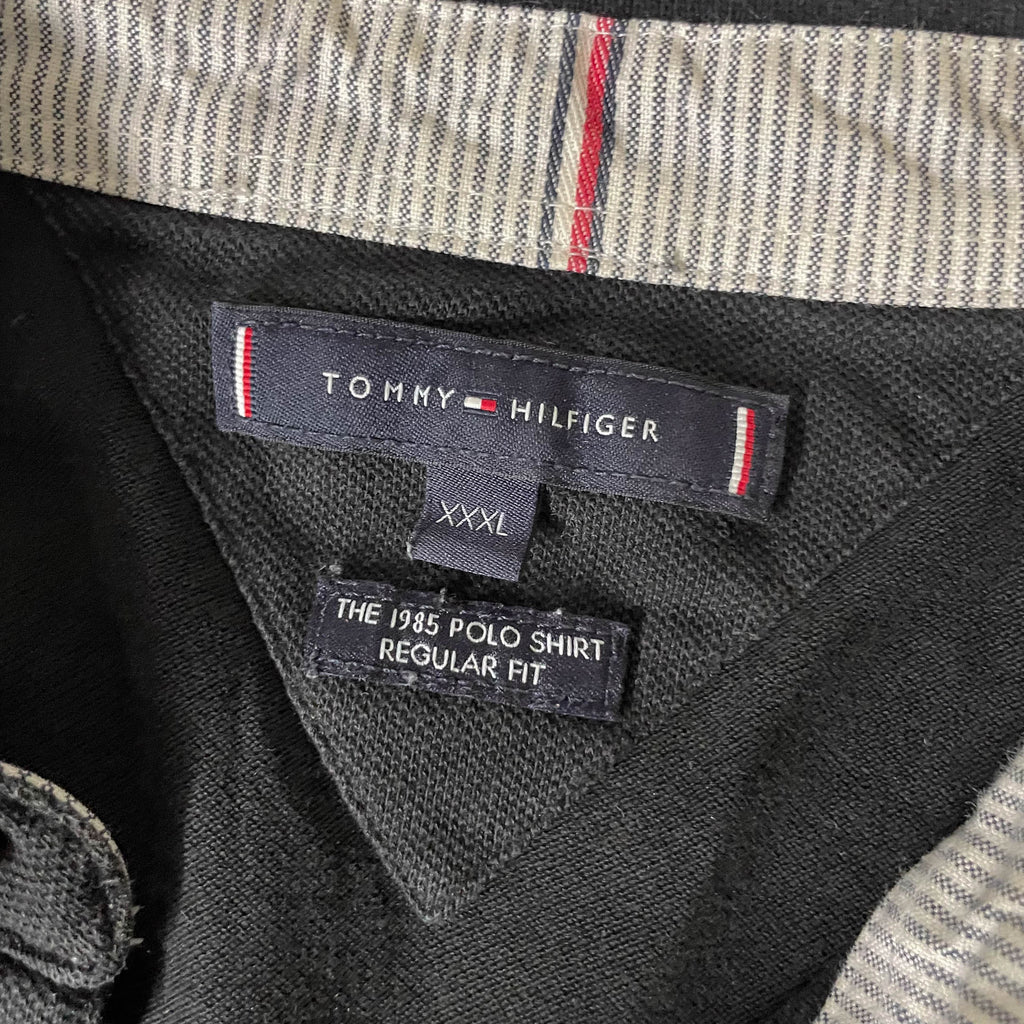 TOMMY HILFIGER
XXXL
THE 1985 POLO SHIRT
REGULAR FIT